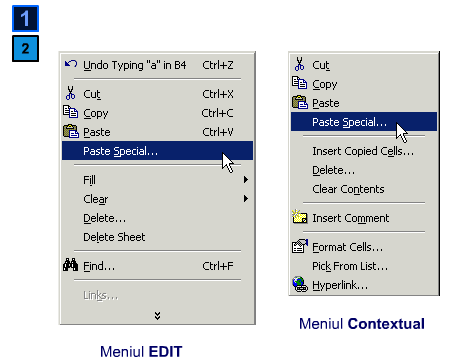 1
2
Undo Typing "a" in B4 Ctrl+Z
Cut Ctrl+X
Copy Ctrl+C
Paste Ctrl+V
Paste Special...
Fill
Clear
Delete...
Delete Sheet
Find... Ctrl+F
Links...
Meniul EDIT
Cut
Copy
Paste
Paste Special...
Insert Copied Cells...
Delete...
Clear Contents
Insert Comment
Format Cells...
Pick From List...
Hyperlink...
Meniul Contextual